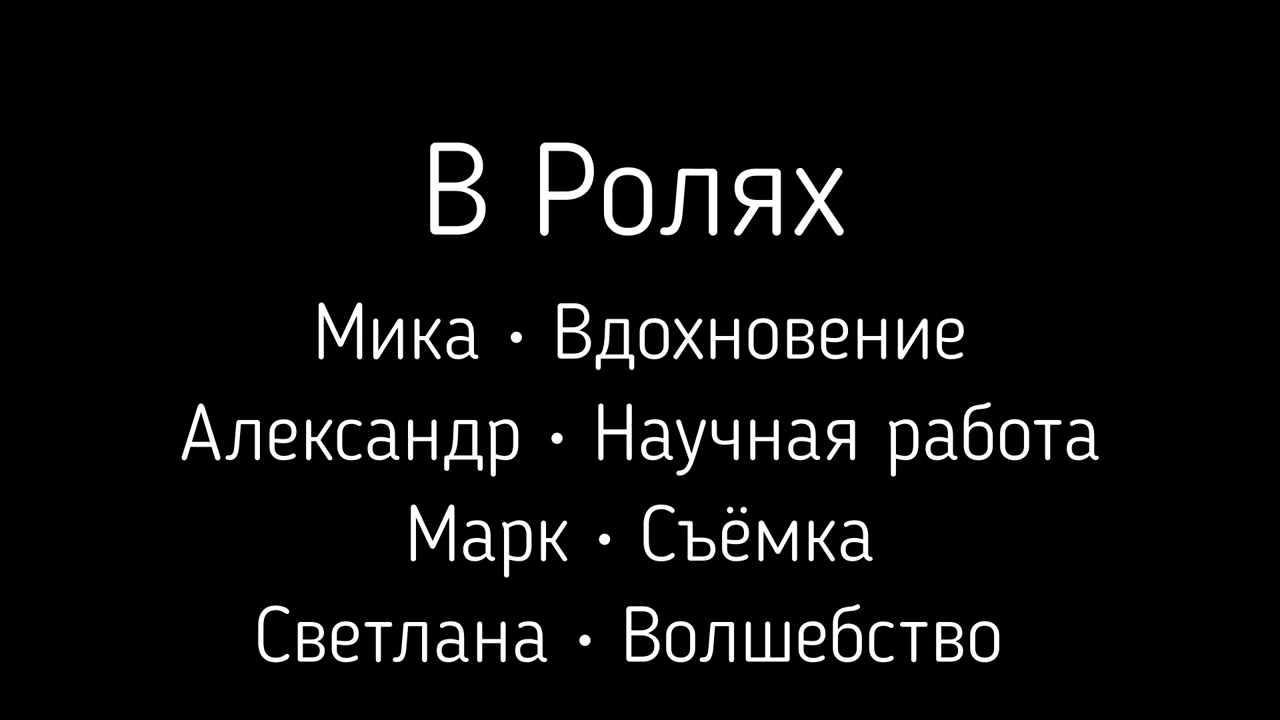 В Ролях
Мика • Вдохновение
Александр • Научная работа
Марк • Съёмка
Светлана • Волшебство